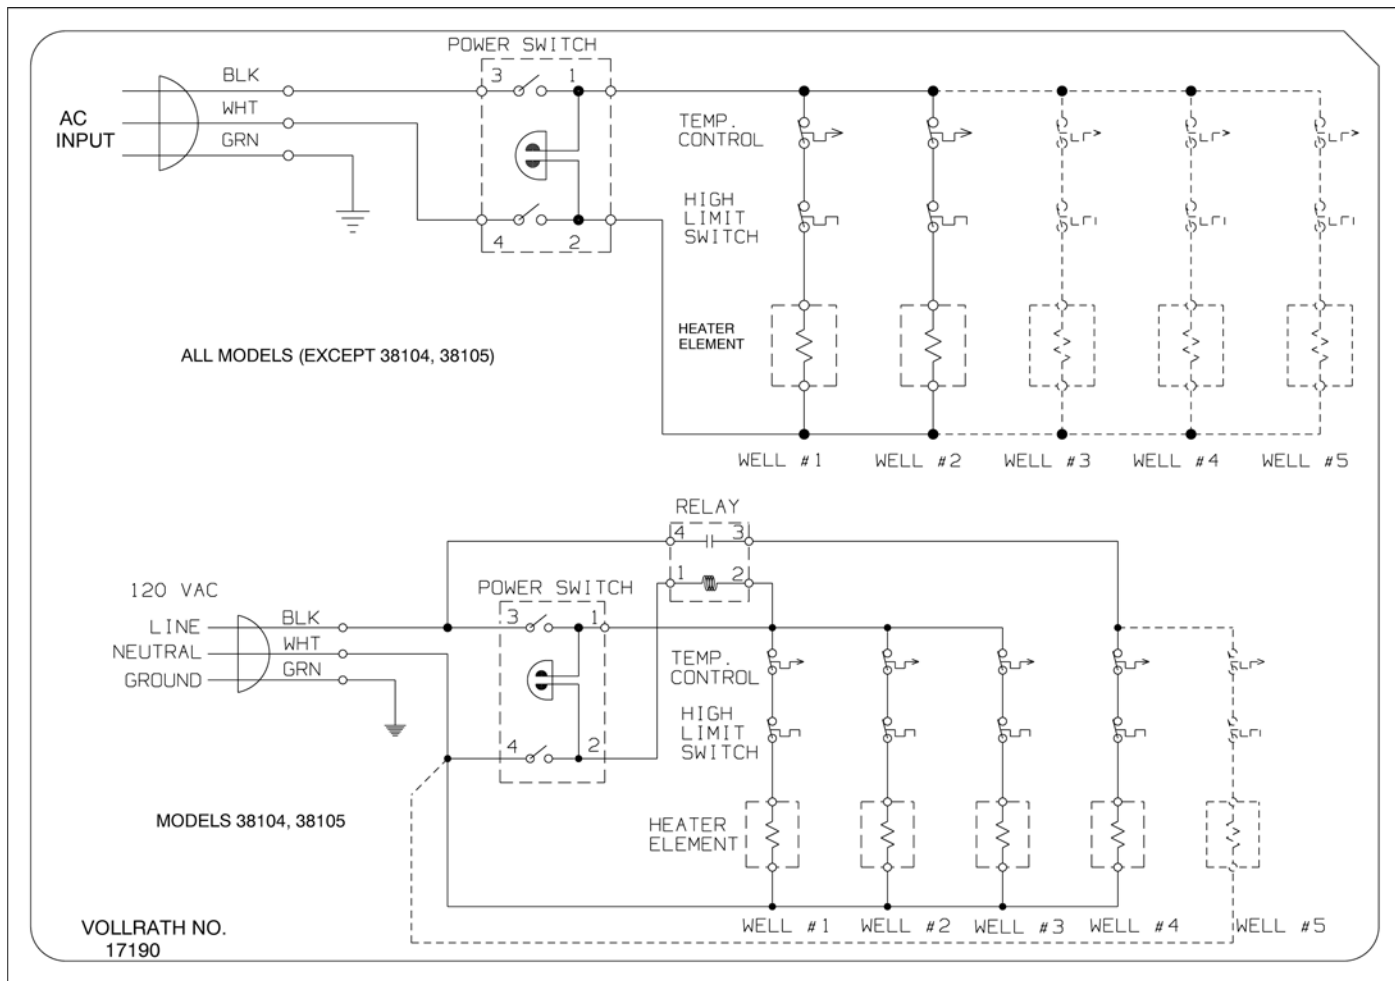 POWER SWITCH
BLK
3 1
AC
INPUT
WHT
GRN
TEMP.
CONTROL
HIGH
LIMIT
SWITCH
4 2
HEATER
ELEMENT
ALL MODELS (EXCEPT 38104, 38105)
WELL #1 WELL #2 WELL #3 WELL #4 WELL #5
RELAY
4 3
1 2
120 VAC
POWER SWITCH
LINE BLK
3 1
NEUTRAL WHT
GROUND GRN
TEMP.
CONTROL
HIGH
LIMIT
SWITCH
4 2
MODELS 38104, 38105
HEATER
ELEMENT
WELL #1 WELL #2 WELL #3 WELL #4 WELL #5
VOLLRATH NO.
17190